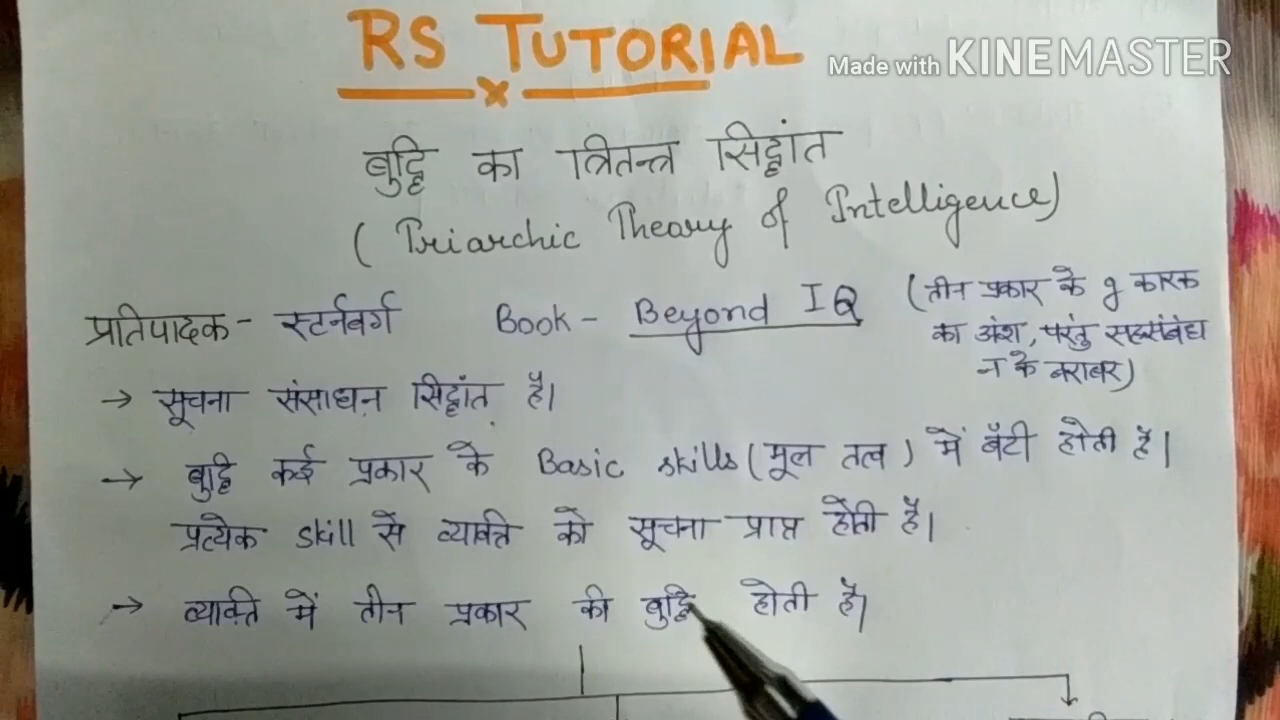 RS TUTORIAL
Made with KINEMASTER
बुद्धि का त्रितन्त्र सिद्धांत
( Triarchic Theory of Intelligence)
प्रतिपादक - स्टर्नबर्ग Book - Beyond IQ (तीन प्रकार के g कारक
का अंश, परंतु सहसंबंध
न के बराबर)
→ सूचना संसाधन सिद्धांत है।
→ बुद्धि कई प्रकार के Basic skills (मूल तत्व) में बँटी होती है।
प्रत्येक skill से व्यक्ति को सूचना प्राप्त होती है।
→ व्यक्ति में तीन प्रकार की बुद्धि होती है।